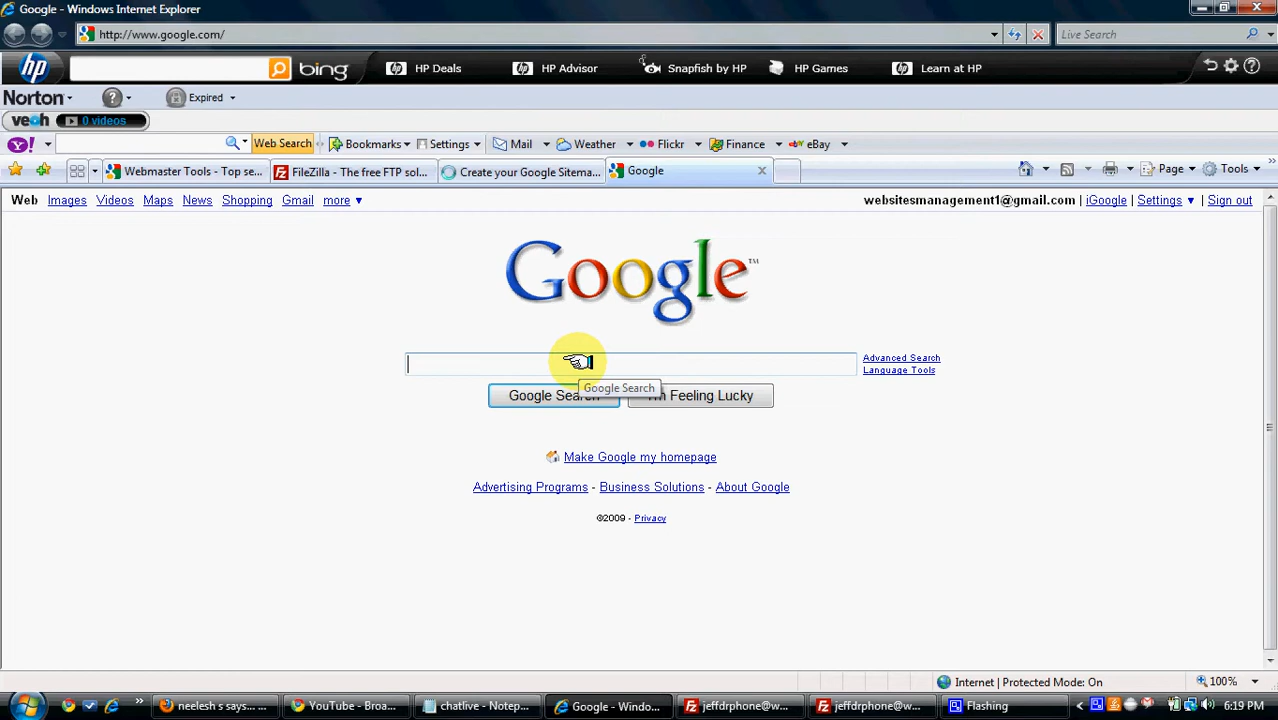 Google - Windows Internet Explorer
http://www.google.com/
Live Search
hp
bing
HP Deals
HP Advisor
Snapfish by HP
HP Games
Learn at HP
Norton
Expired
veoh
0 videos
Y!
Web Search
Bookmarks
Settings
Mail
Weather
Flickr
Finance
eBay
Webmaster Tools - Top se...
FileZilla - The free FTP sol...
Create your Google Sitema...
Google
Page
Tools
Web Images Videos Maps News Shopping Gmail more
websitesmanagement1@gmail.com | iGoogle | Settings | Sign out
Google™
Advanced Search
Language Tools
Google Search
Google Search
Feeling Lucky
Make Google my homepage
Advertising Programs - Business Solutions - About Google
©2009 - Privacy
Internet | Protected Mode: On
100%
neelesh s says...
YouTube - Broa...
chatlive - Notep...
Google - Windo...
jeffdrphone@w...
jeffdrphone@w...
Flashing
6:19 PM